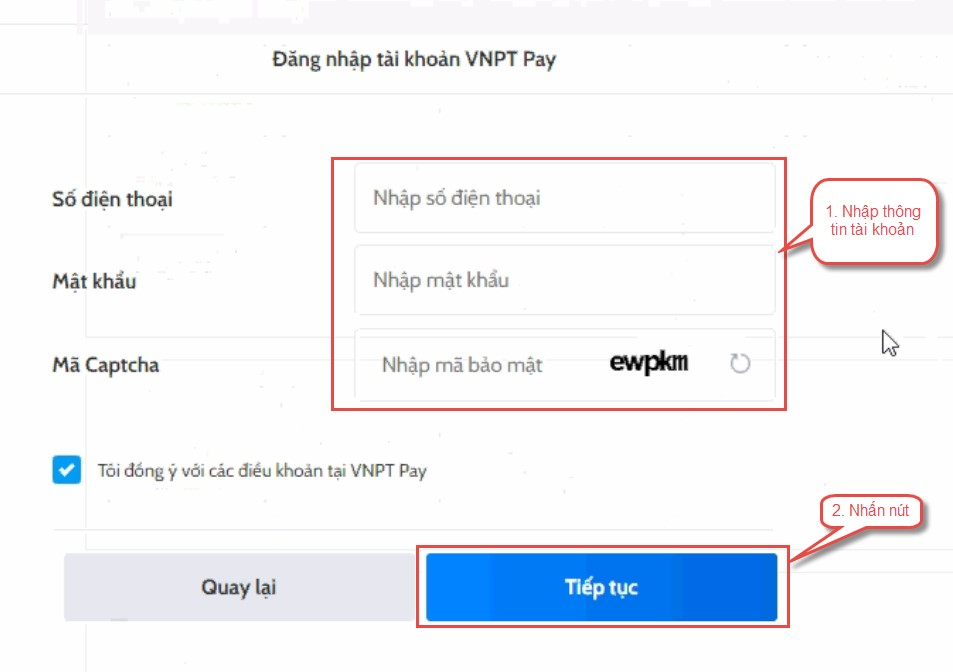 Đăng nhập tài khoản VNPT Pay
Số điện thoại
Nhập số điện thoại
1. Nhập thông
tin tài khoản
Mật khẩu
Nhập mật khẩu
Mã Captcha
Nhập mã bảo mật
ewpkm
Tôi đồng ý với các điều khoản tại VNPT Pay
2. Nhấn nút
Quay lại
Tiếp tục